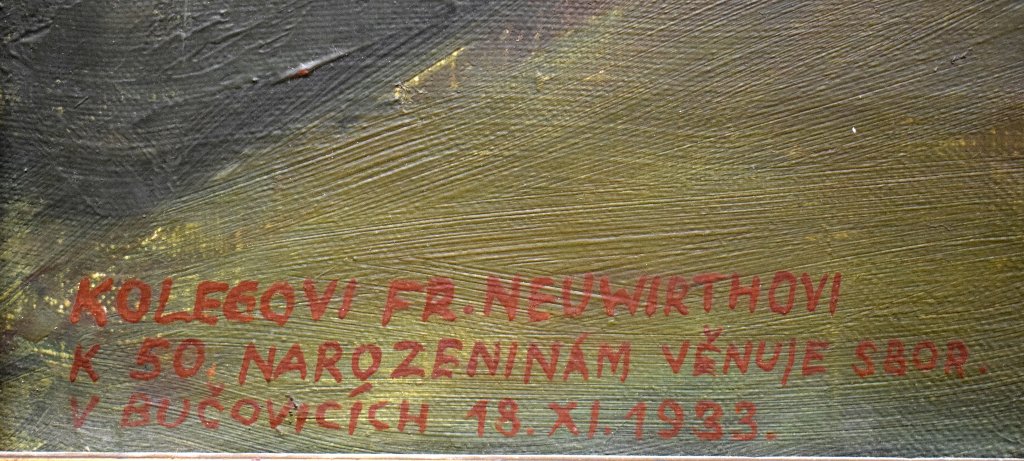 KOLEGOVI FR. NEUWIRTHOVI
K 50. NAROZENINÁM VĚNUJE SBOR.
V BUČOVICÍCH 18. XI. 1933.